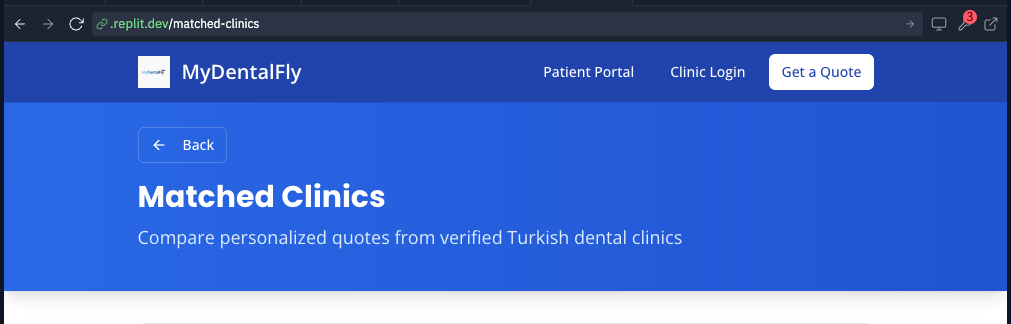 .replit.dev/matched-clinics
3
MyDentalFly
MyDentalFly
Patient Portal
Clinic Login
Get a Quote
Back
Matched Clinics
Compare personalized quotes from verified Turkish dental clinics